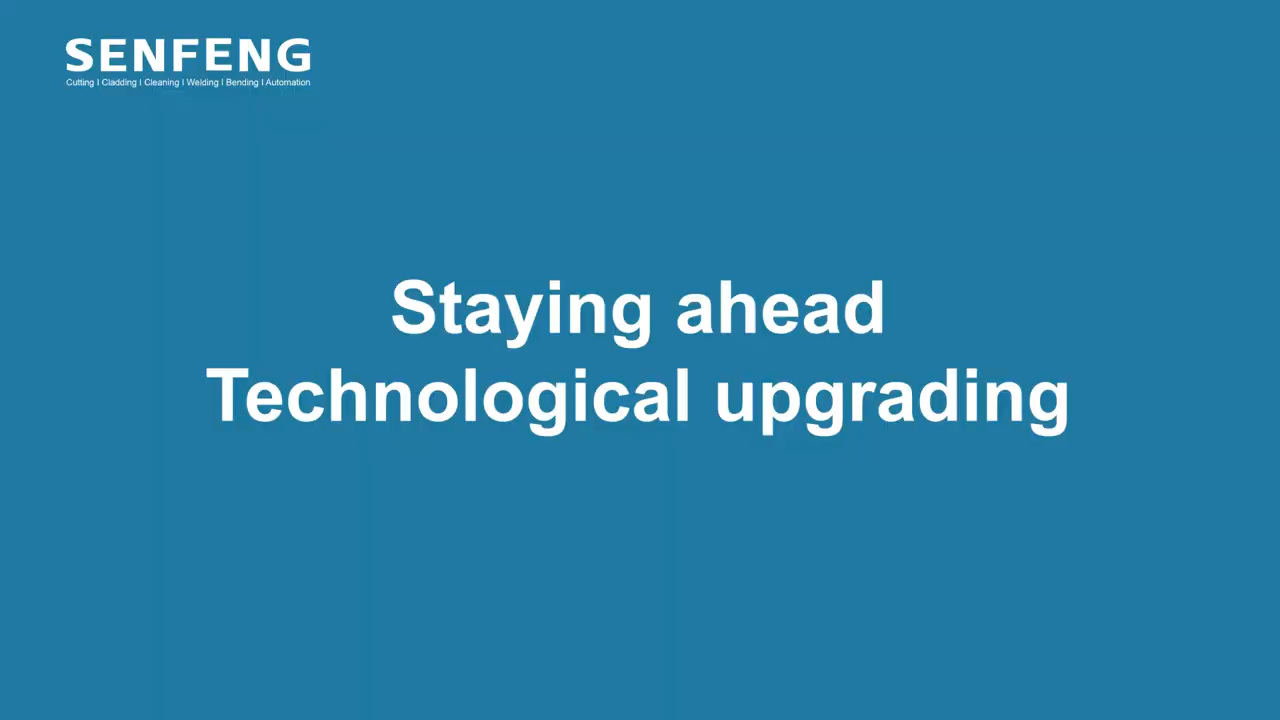 SENFENG
Cutting I Cladding I Cleaning I Welding I Bending I Automation
Staying ahead
Technological upgrading